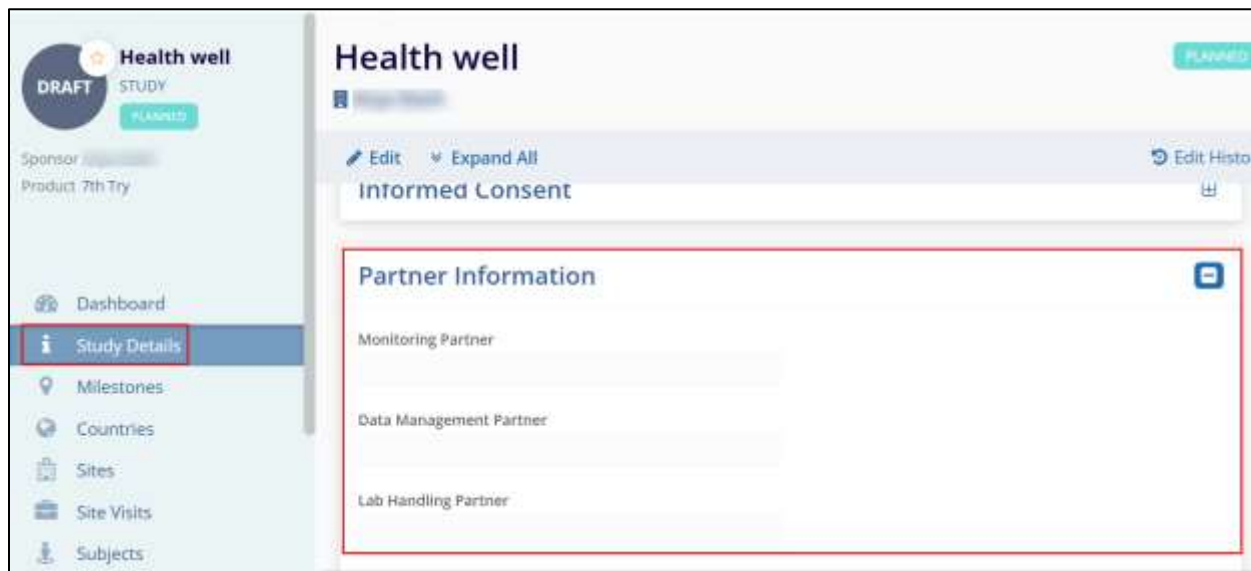 DRAFT
Health well
STUDY
PLANNED
Sponsor
Product 7th Try
Dashboard
Study Details
Milestones
Countries
Sites
Site Visits
Subjects
Health well
PLANNED
Edit
Expand All
Edit Histo
Informed Consent
Partner Information
Monitoring Partner
Data Management Partner
Lab Handling Partner